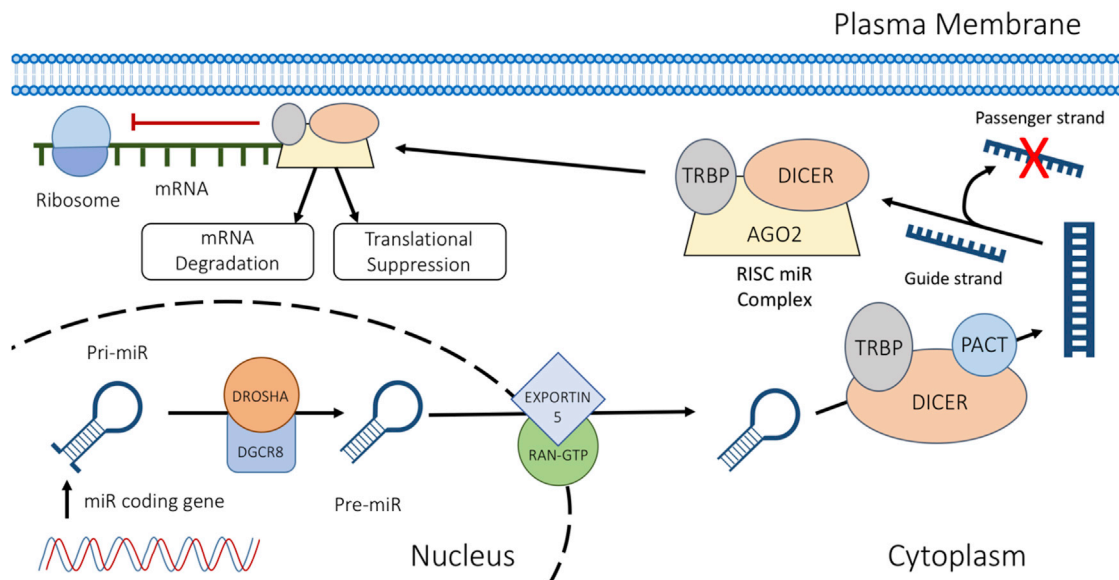 Plasma Membrane
Passenger strand
TRBP
DICER
AGO2
RISC miR
Complex
Guide strand
Ribosome
mRNA
mRNA
Degradation
Translational
Suppression
TRBP
PACT
DICER
Pri-miR
DROSHA
DGCR8
EXPORTIN
5
RAN-GTP
Pre-miR
miR coding gene
Nucleus
Cytoplasm